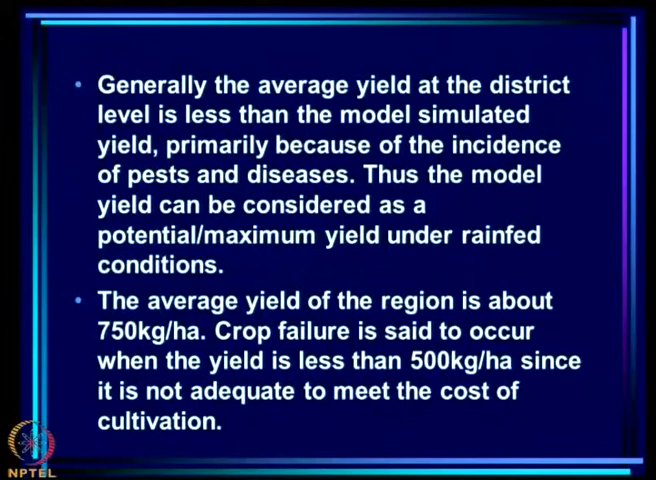 • Generally the average yield at the district
level is less than the model simulated
yield, primarily because of the incidence
of pests and diseases. Thus the model
yield can be considered as a
potential/maximum yield under rainfed
conditions.
• The average yield of the region is about
750kg/ha. Crop failure is said to occur
when the yield is less than 500kg/ha since
it is not adequate to meet the cost of
cultivation.
NPTEL